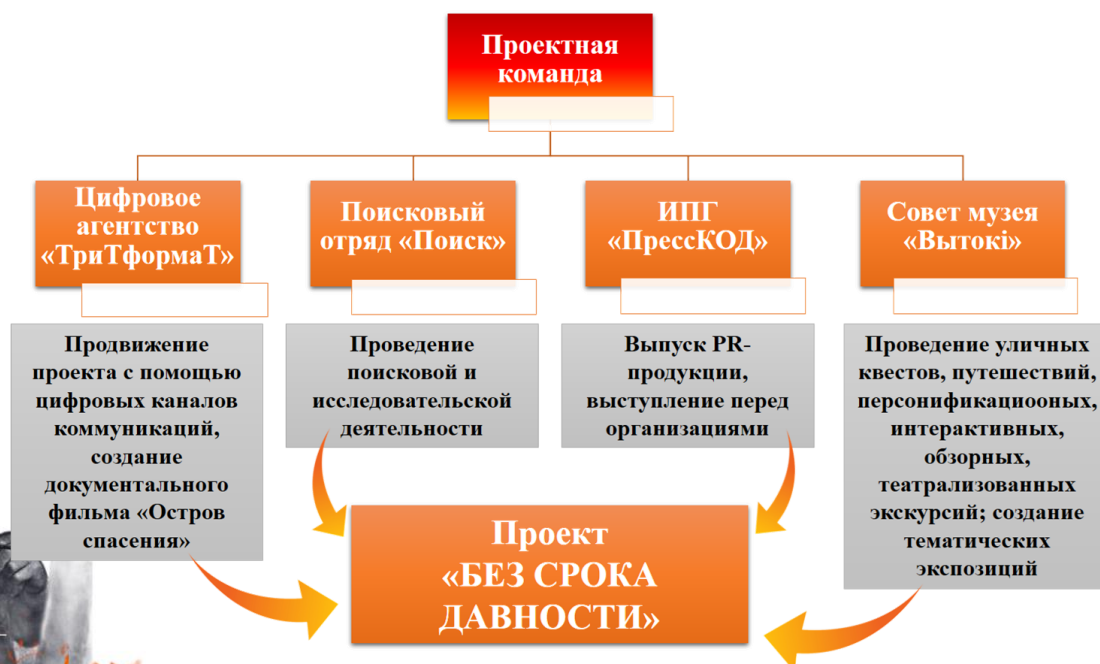 Проектная
команда
Цифровое
агентство
«ТриТформаТ»
Поисковый
отряд «Поиск»
ИПГ
«ПрессКОД»
Совет музея
«Вытокі»
Продвижение
проекта с помощью
цифровых каналов
коммуникаций,
создание
документального
фильма «Остров
спасения»
Проведение
поисковой и
исследовательской
деятельности
Выпуск PR-
продукции,
выступление перед
организациями
Проведение уличных
квестов, путешествий,
персонификациооных,
интерактивных,
обзорных,
театрализованных
экскурсий; создание
тематических
экспозиций
Проект
«БЕЗ СРОКА
ДАВНОСТИ»